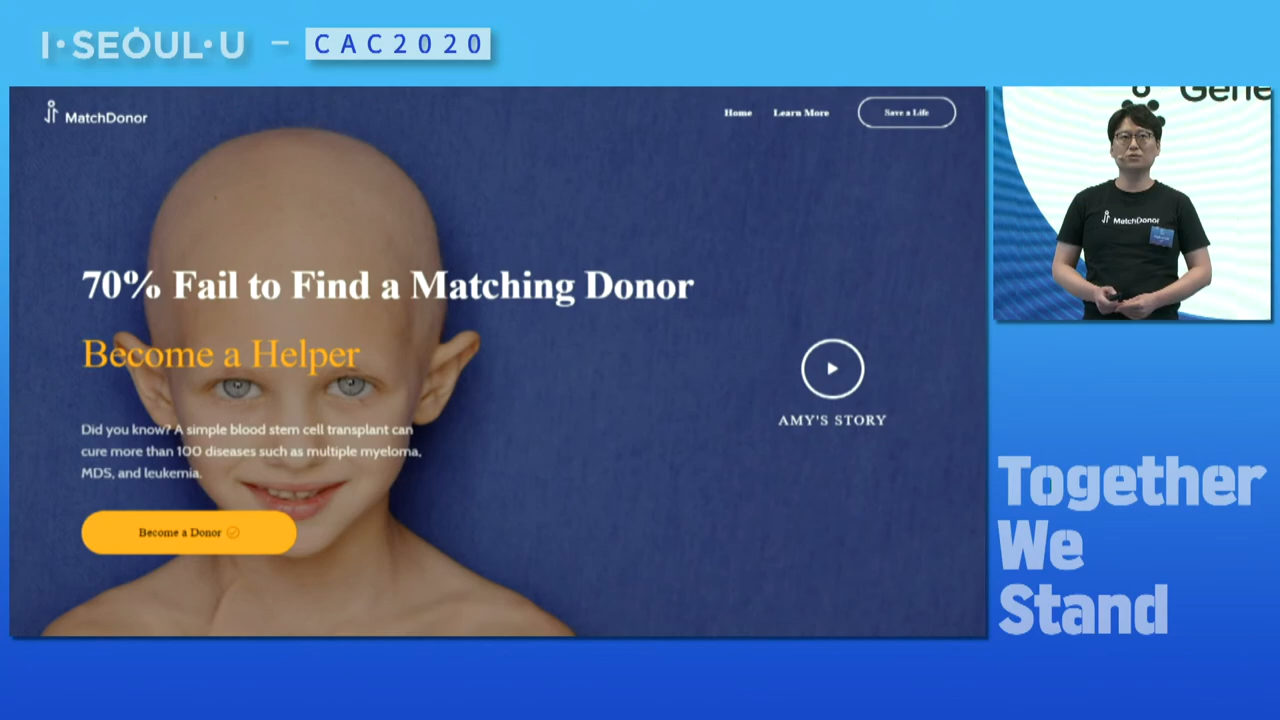 I·SEOUL·U – CAC2020
MatchDonor
Home
Learn More
Save a Life
Gene
MatchDonor
70% Fail to Find a Matching Donor
Become a Helper
AMY'S STORY
Did you know? A simple blood stem cell transplant can
cure more than 100 diseases such as multiple myeloma,
MDS, and leukemia.
Become a Donor
Together
We
Stand